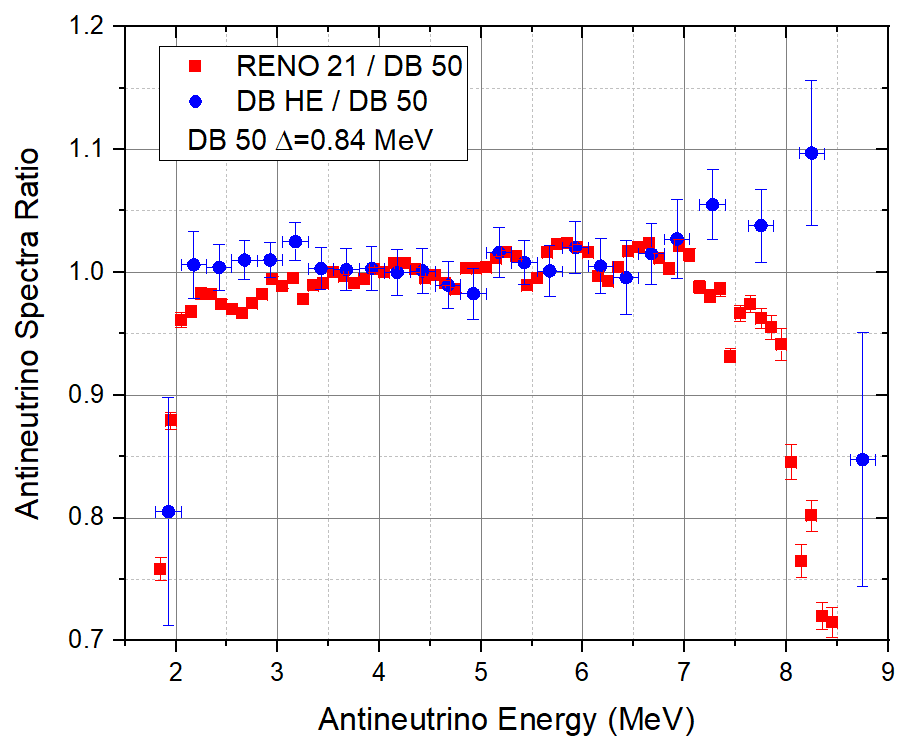 1.2
1.1
1.0
0.9
0.8
0.7
Antineutrino Spectra Ratio
RENO 21 / DB 50
DB HE / DB 50
DB 50 Δ=0.84 MeV
2 3 4 5 6 7 8 9
Antineutrino Energy (MeV)